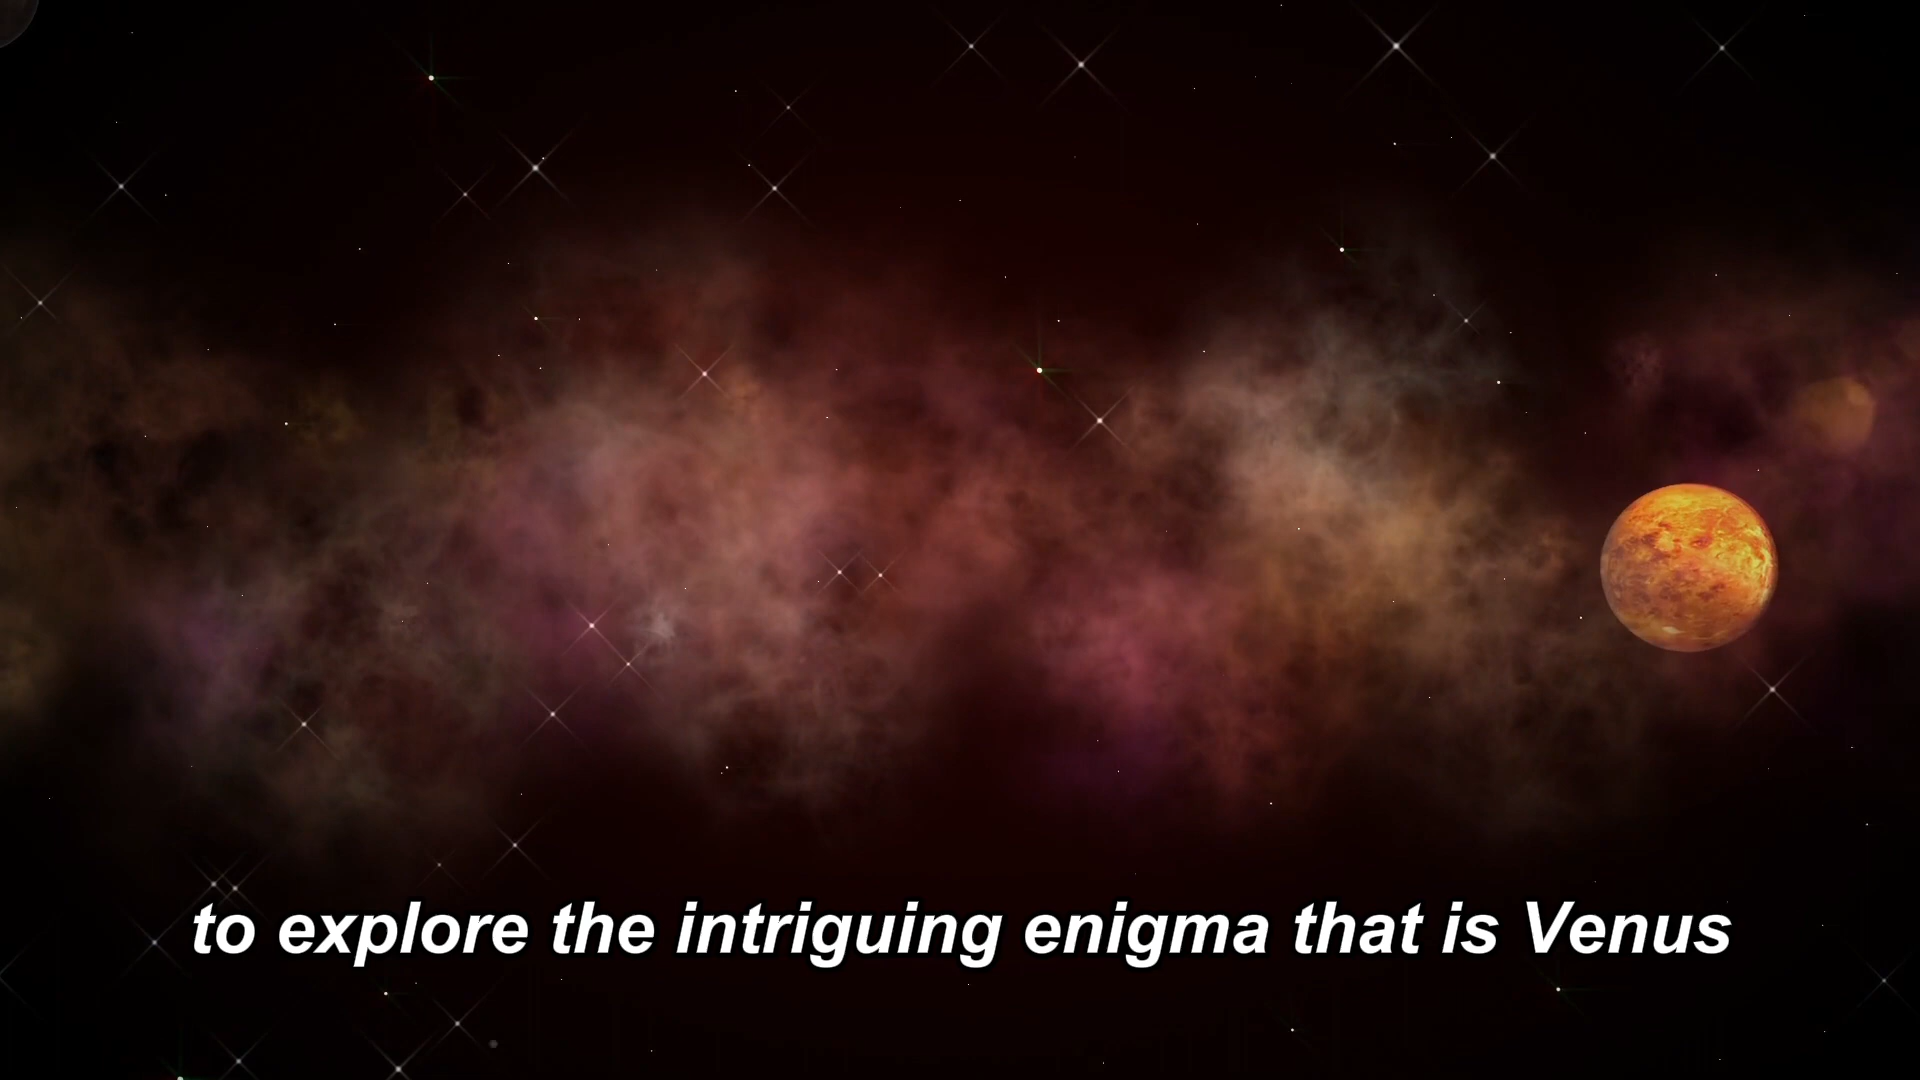 to explore the intriguing enigma that is Venus